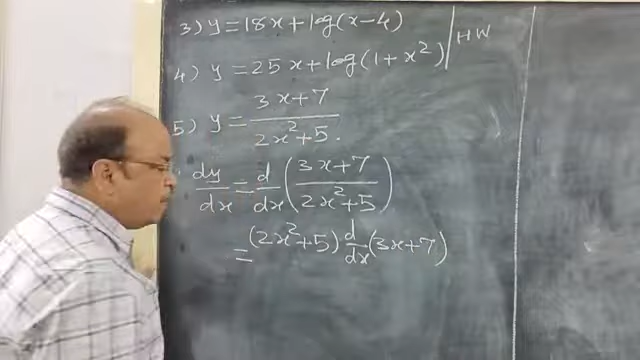 3) y = 18x + log(x-4)
HW
4) y = 25x + log(1 + x²)
5) y = (3x+7)/(2x²+5).
dy/dx = d/dx((3x+7)/(2x²+5))
= (2x²+5) d/dx(3x+7)